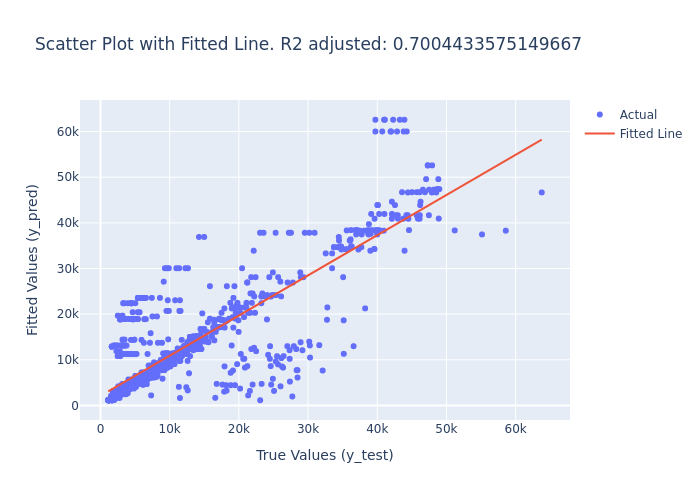 Scatter Plot with Fitted Line. R2 adjusted: 0.7004433575149667
Actual
Fitted Line
60k
50k
40k
30k
20k
10k
0
Fitted Values (y_pred)
0 10k 20k 30k 40k 50k 60k
True Values (y_test)